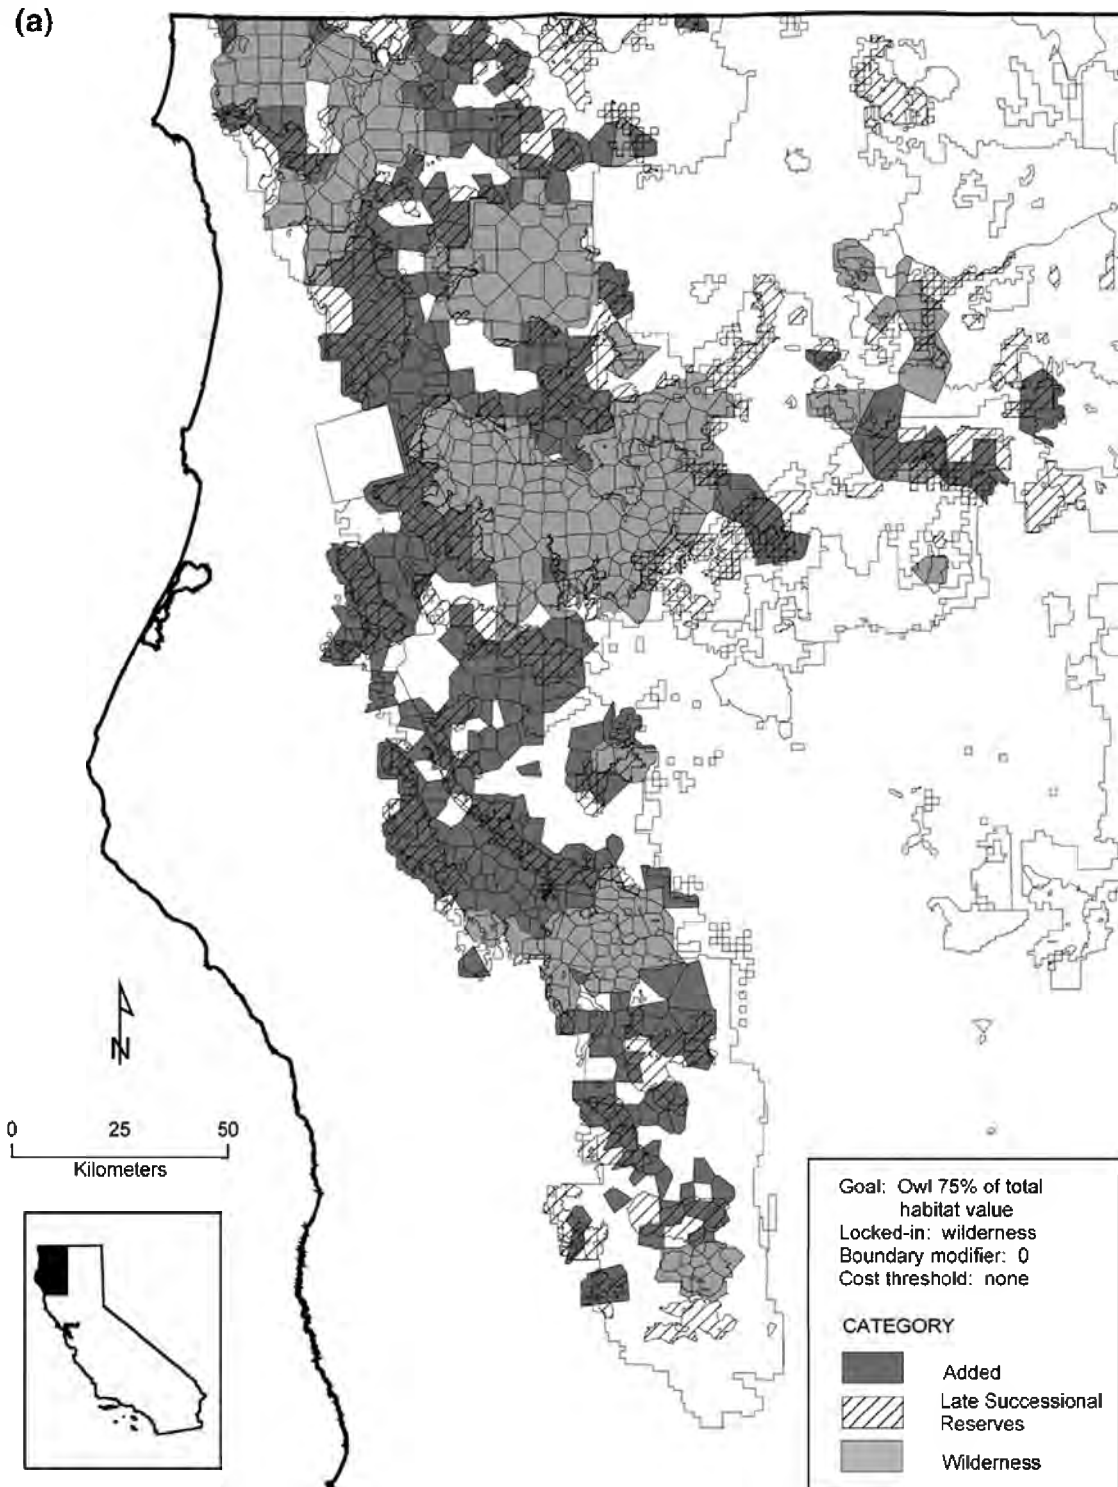 (a)
N
0 25 50
Kilometers
Goal: Owl 75% of total
habitat value
Locked-in: wilderness
Boundary modifier: 0
Cost threshold: none
CATEGORY
Added
Late Successional
Reserves
Wilderness